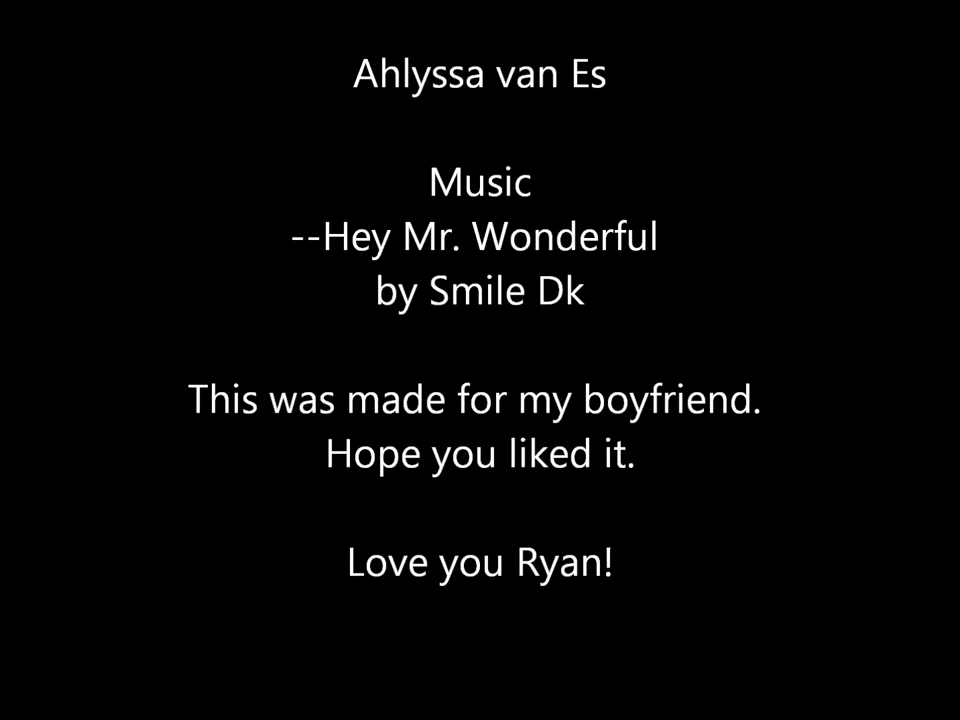 Ahlyssa van Es
Music
--Hey Mr. Wonderful
by Smile Dk
This was made for my boyfriend.
Hope you liked it.
Love you Ryan!